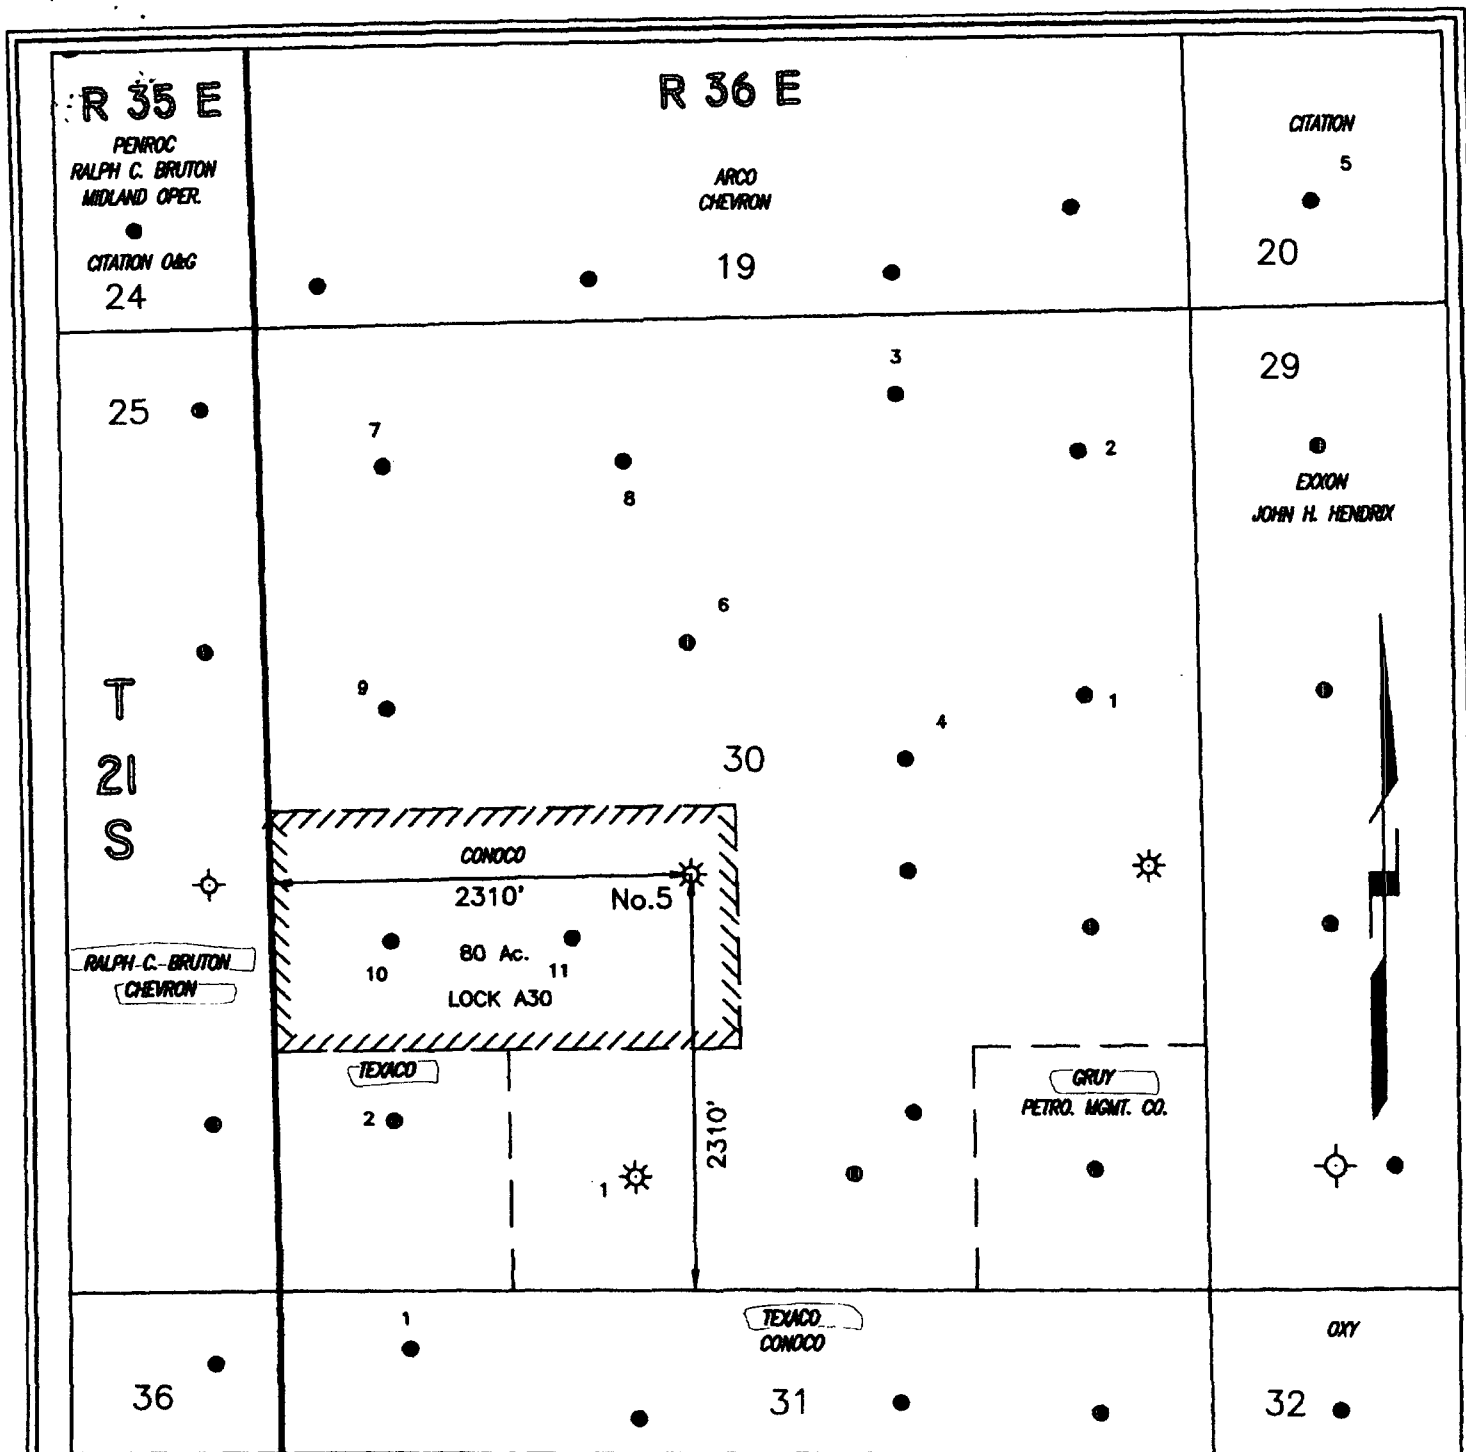 R 35 E
R 36 E
PENROC
RALPH C. BRUTON
MIDLAND OPER.
CITATION O&G
24
ARCO
CHEVRON
19
CITATION
5
20
25
7
8
3
2
29
EXXON
JOHN H. HENDRIX
6
9
4
1
30
T
21
S
CONOCO
2310'
No.5
10
80 Ac.
11
LOCK A30
RALPH C. BRUTON
CHEVRON
TEXACO
2
1
2310'
GRUY
PETRO. MGMT. CO.
1
TEXACO
CONOCO
OXY
36
31
32